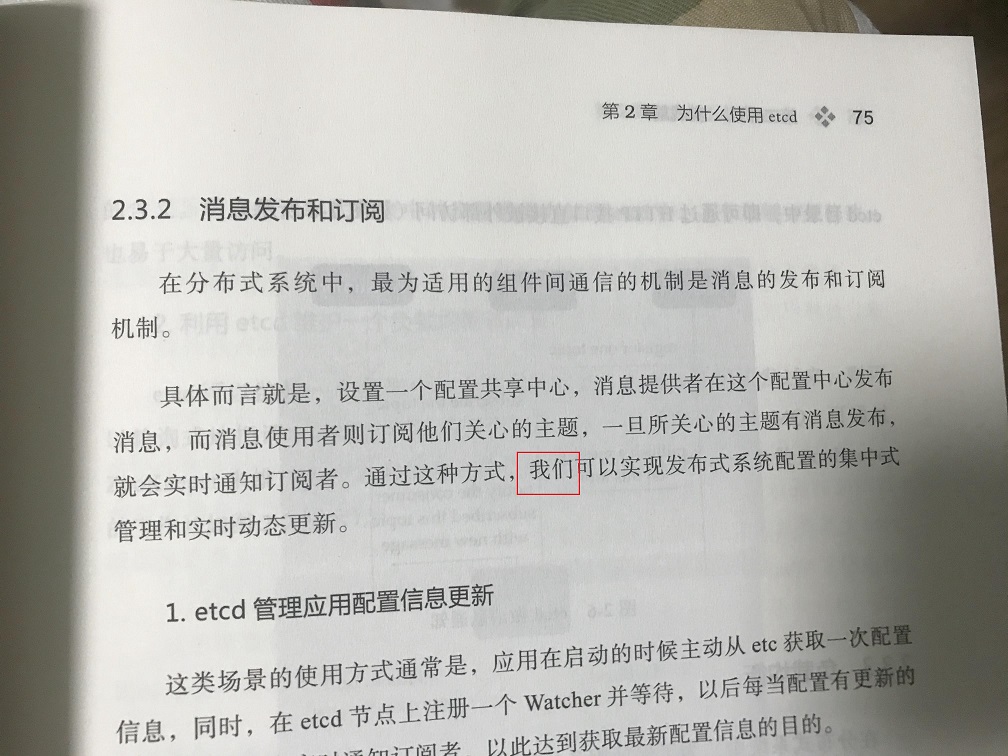 第2章 为什么使用 etcd ❖ 75
2.3.2 消息发布和订阅
在分布式系统中，最为适用的组件间通信的机制是消息的发布和订阅
机制。
具体而言就是，设置一个配置共享中心，消息提供者在这个配置中心发布
消息，而消息使用者则订阅他们关心的主题，一旦所关心的主题有消息发布，
就会实时通知订阅者。通过这种方式，我们可以实现发布式系统配置的集中式
管理和实时动态更新。
1. etcd 管理应用配置信息更新
这类场景的使用方式通常是，应用在启动的时候主动从 etc 获取一次配置
信息，同时，在 etcd 节点上注册一个 Watcher 并等待，以后每当配置有更新的
时通知订阅者，以此达到获取最新配置信息的目的。